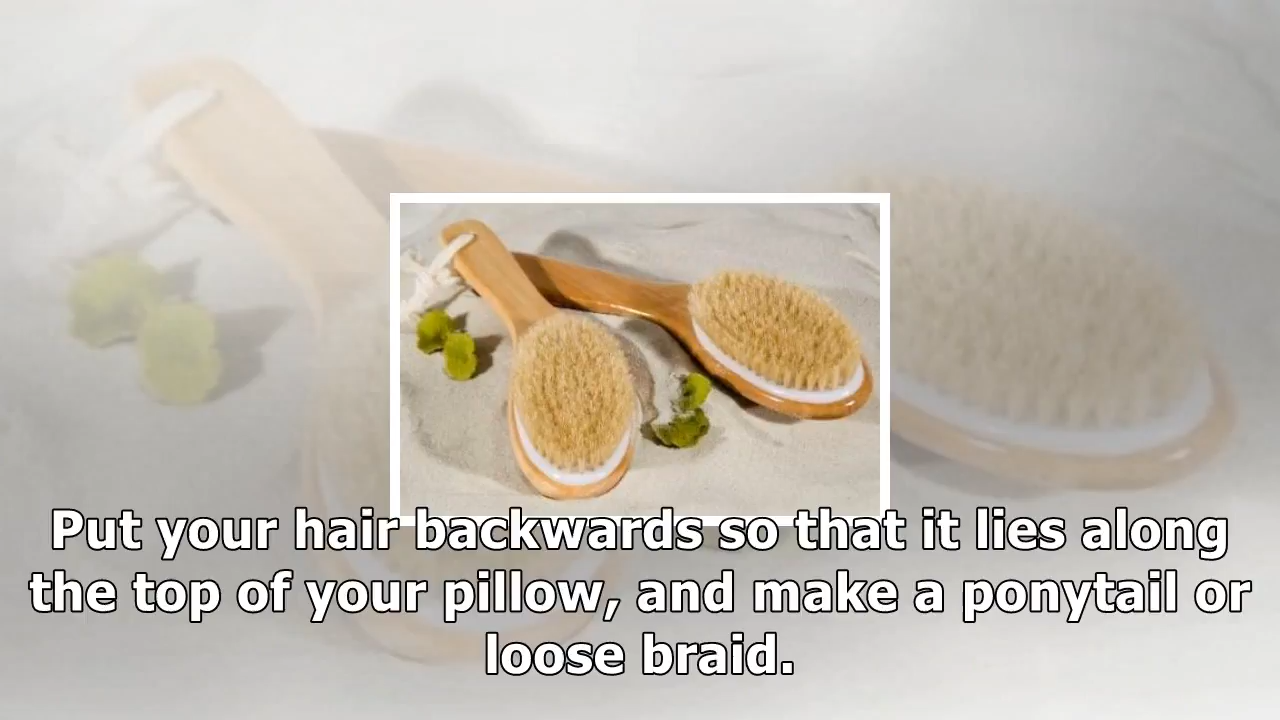 Put your hair backwards so that it lies along
the top of your pillow, and make a ponytail or
loose braid.